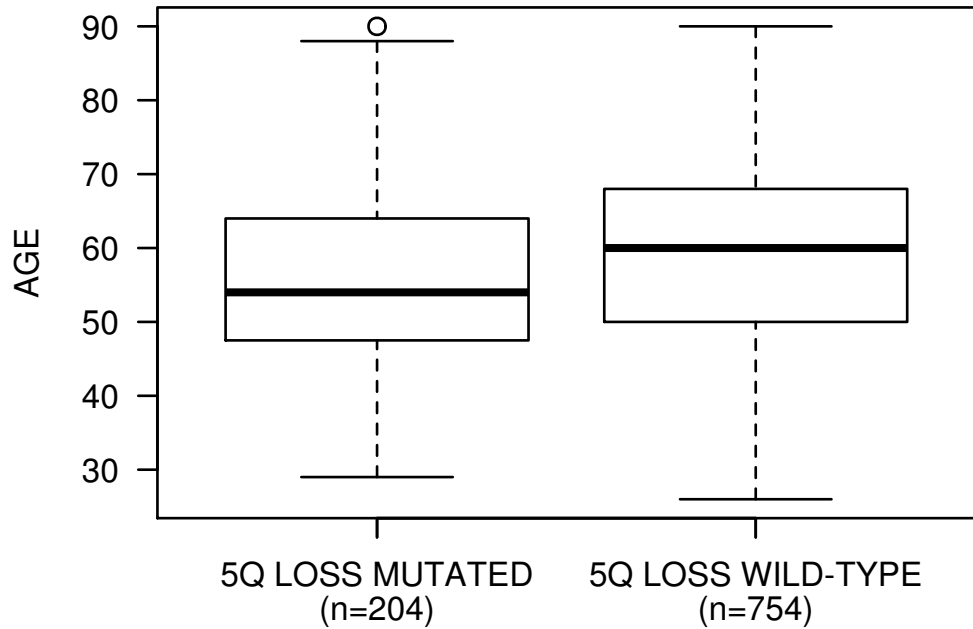 90
80
70
60
50
40
30
AGE
5Q LOSS MUTATED
(n=204)
5Q LOSS WILD-TYPE
(n=754)